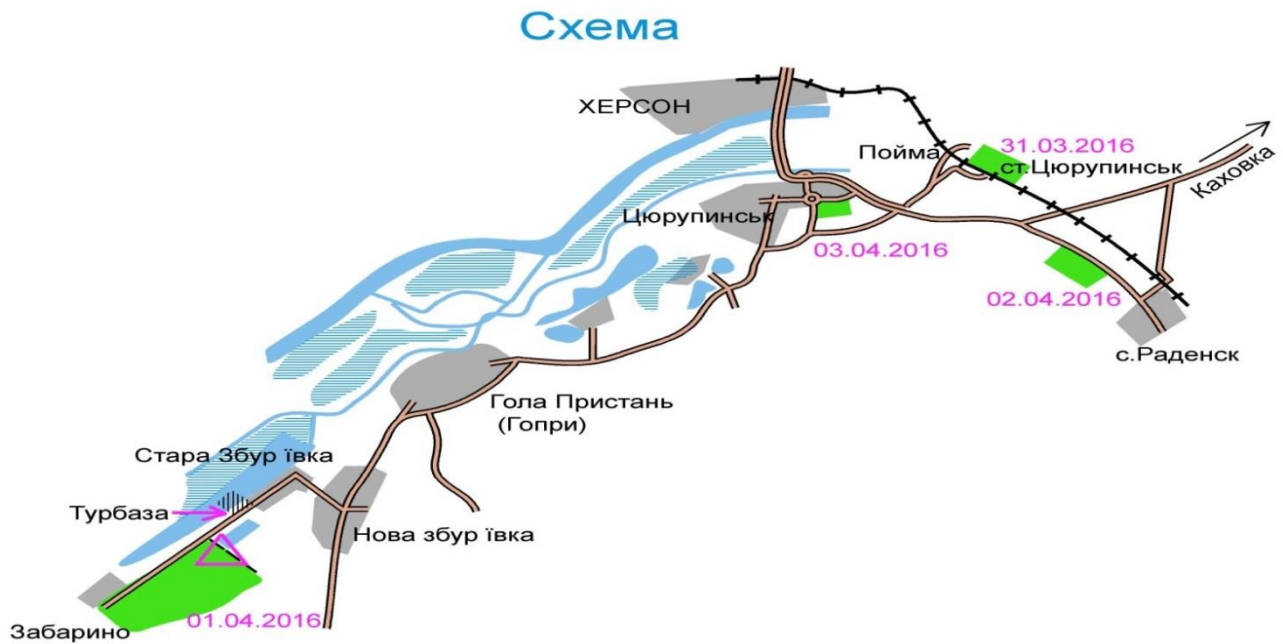 Схема
ХЕРСОН
Пойма
31.03.2016
ст.Цюрупинськ
Каховка
Цюрупинськ
03.04.2016
02.04.2016
с.Раденск
Гола Пристань
(Гопри)
Стара Збур ївка
Турбаза
Нова збур ївка
01.04.2016
Забарино